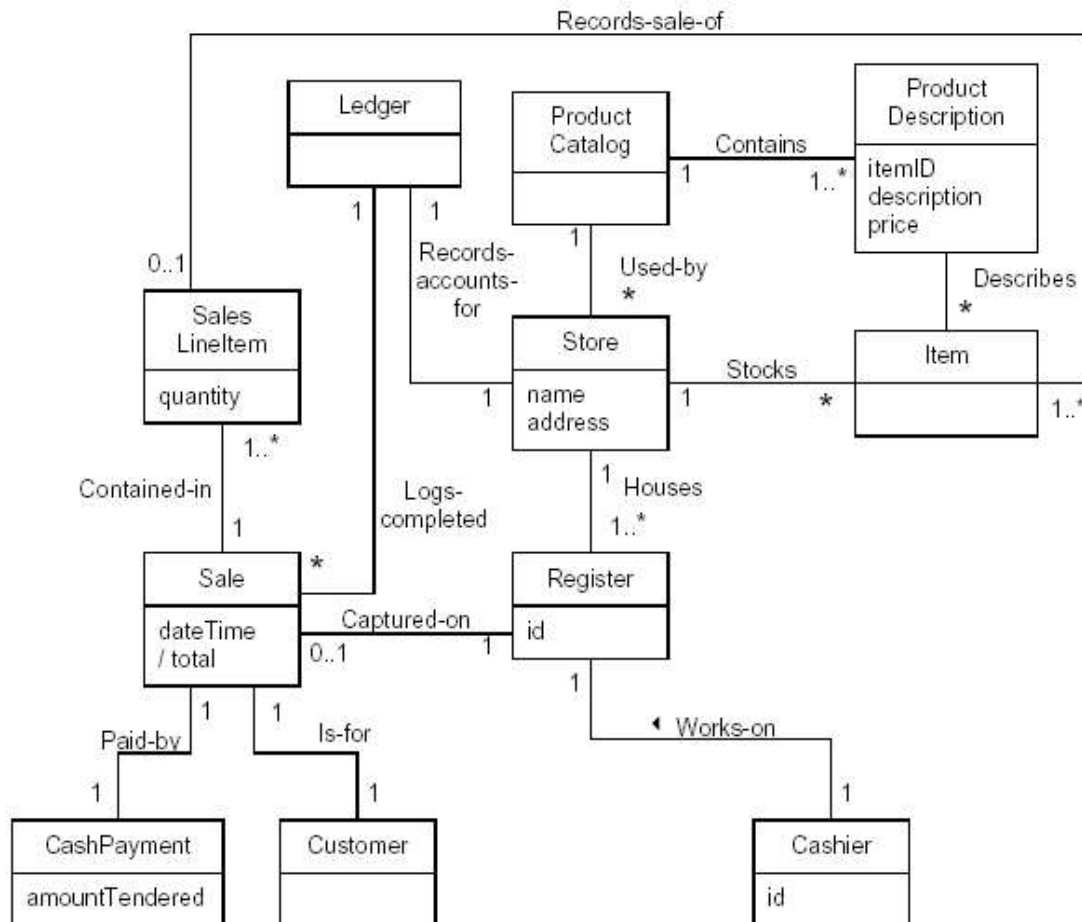 Records-sale-of
Ledger
Product
Catalog
Product
Description
itemID
description
price
Contains
1
1..*
1
1
1
0..1
Records-
accounts-
for
Used-by
*
Describes
*
Sales
LineItem
quantity
Store
name
address
Item
Stocks
1
1
*
1..*
1..*
Contained-in
1
Logs-
completed
*
1
Houses
1..*
Sale
dateTime
/ total
Register
id
Captured-on
0..1
1
1
1
1
Paid-by
Is-for
Works-on
1
1
1
CashPayment
amountTendered
Customer
Cashier
id